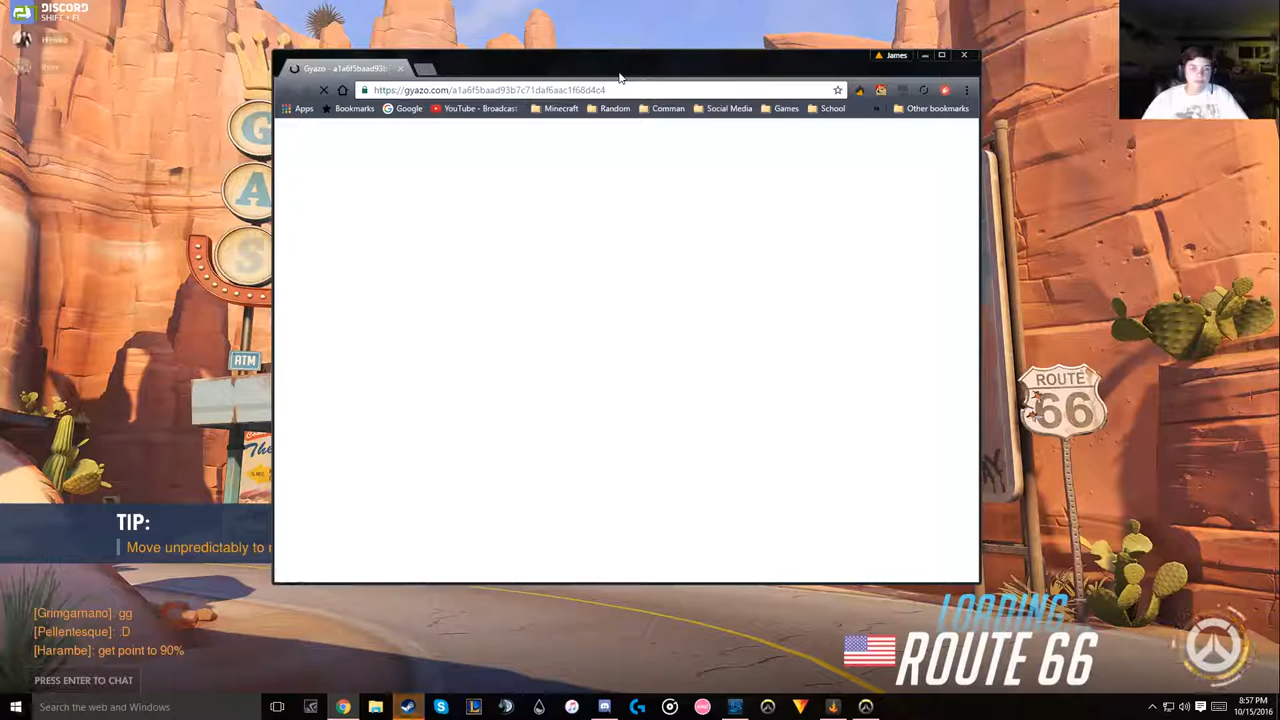 DISCORD
SHIFT + F1
James
Gyazo - a1a6f5baad93b
https://gyazo.com/a1a6f5baad93b7c71daf6aac1f68d4c4
Apps
Bookmarks
Google
YouTube - Broadcas
Minecraft
Random
Comman
Social Media
Games
School
»
Other bookmarks
G
A
S
ATM
The
ROUTE
66
TIP:
Move unpredictably to
[Grimgarnano]: gg
[Pellentesque]: :D
[Harambe]: get point to 90%
PRESS ENTER TO CHAT
LOADING
ROUTE 66
Search the web and Windows
8:57 PM
10/15/2016